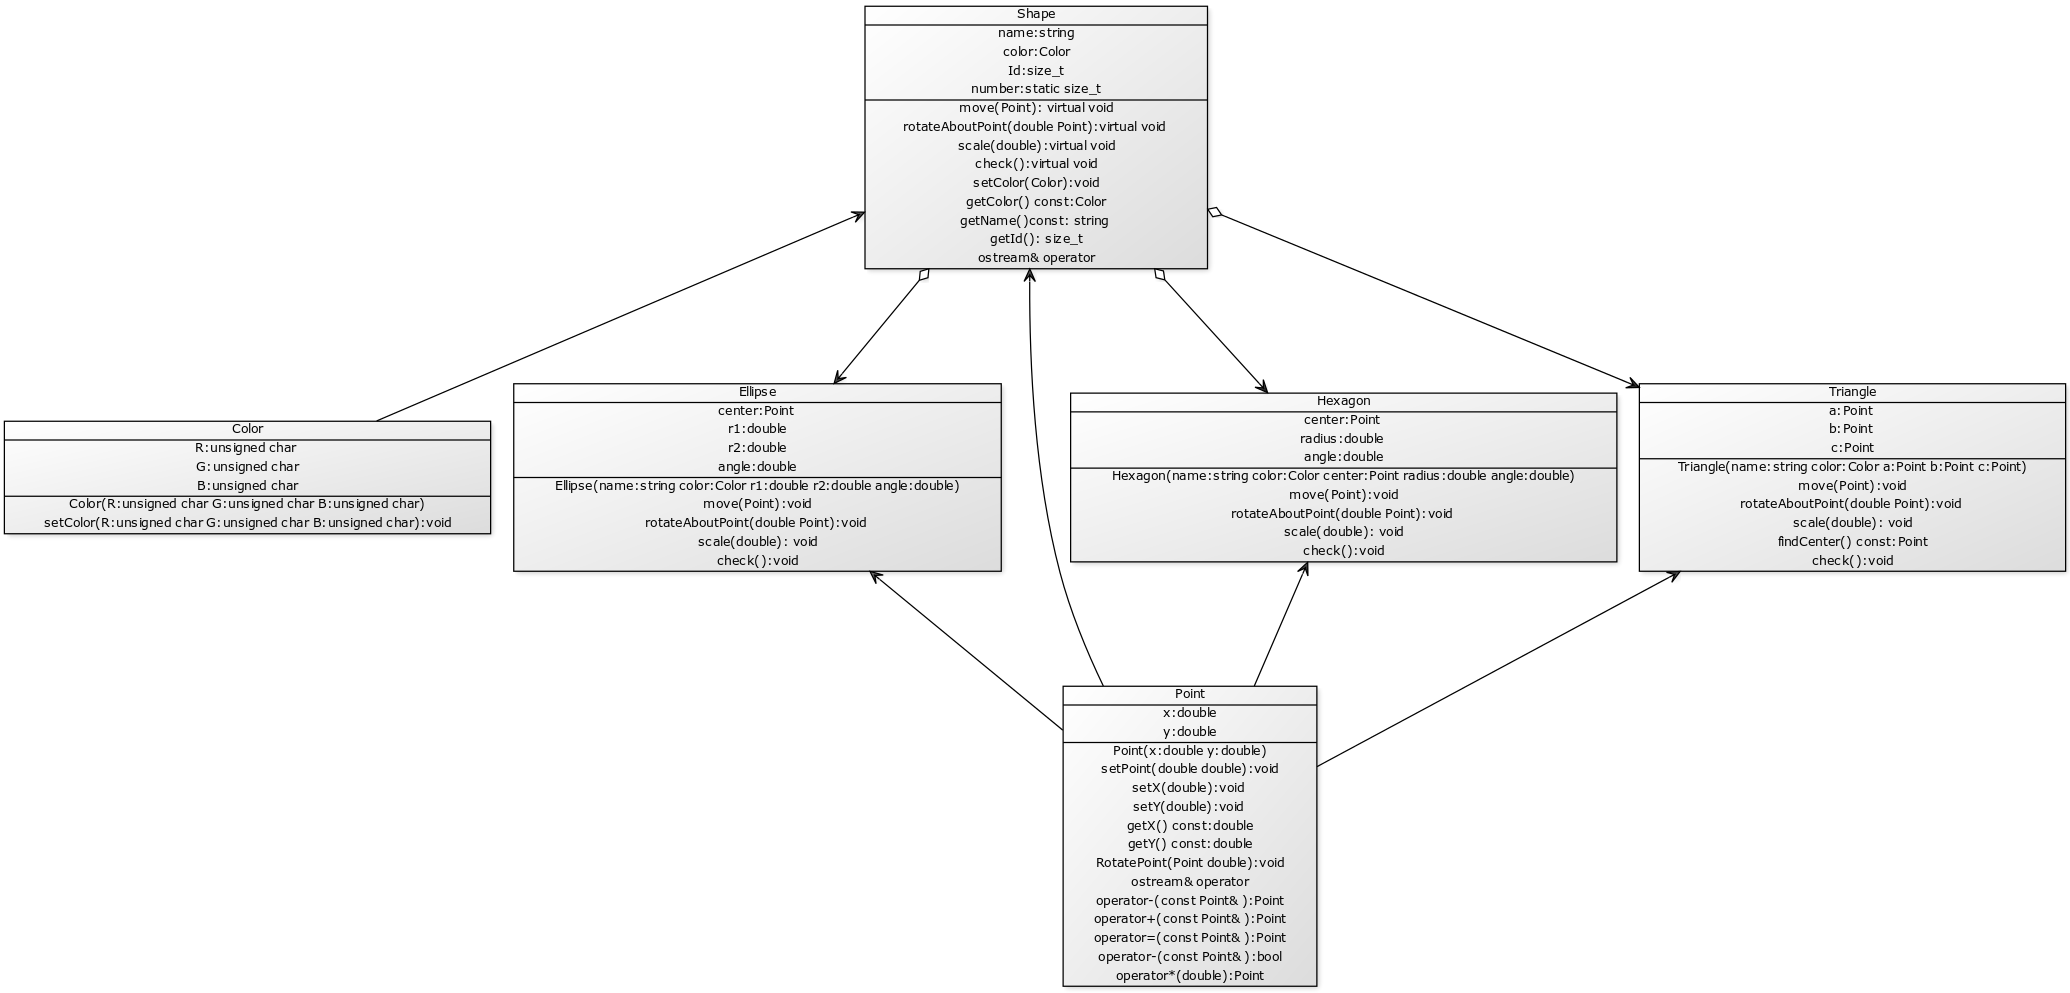 Shape
name:string
color:Color
Id:size_t
number:static size_t
move(Point): virtual void
rotateAboutPoint(double Point):virtual void
scale(double):virtual void
check():virtual void
setColor(Color):void
getColor() const:Color
getName()const: string
getId(): size_t
ostream& operator
Color
R:unsigned char
G:unsigned char
B:unsigned char
Color(R:unsigned char G:unsigned char B:unsigned char)
setColor(R:unsigned char G:unsigned char B:unsigned char):void
Ellipse
center:Point
r1:double
r2:double
angle:double
Ellipse(name:string color:Color r1:double r2:double angle:double)
move(Point):void
rotateAboutPoint(double Point):void
scale(double): void
check():void
Hexagon
center:Point
radius:double
angle:double
Hexagon(name:string color:Color center:Point radius:double angle:double)
move(Point):void
rotateAboutPoint(double Point):void
scale(double): void
check():void
Triangle
a:Point
b:Point
c:Point
Triangle(name:string color:Color a:Point b:Point c:Point)
move(Point):void
rotateAboutPoint(double Point):void
scale(double): void
findCenter() const:Point
check():void
Point
x:double
y:double
Point(x:double y:double)
setPoint(double double):void
setX(double):void
setY(double):void
getX() const:double
getY() const:double
RotatePoint(Point double):void
ostream& operator
operator-(const Point& ):Point
operator+(const Point& ):Point
operator=(const Point& ):Point
operator-(const Point& ):bool
operator*(double):Point